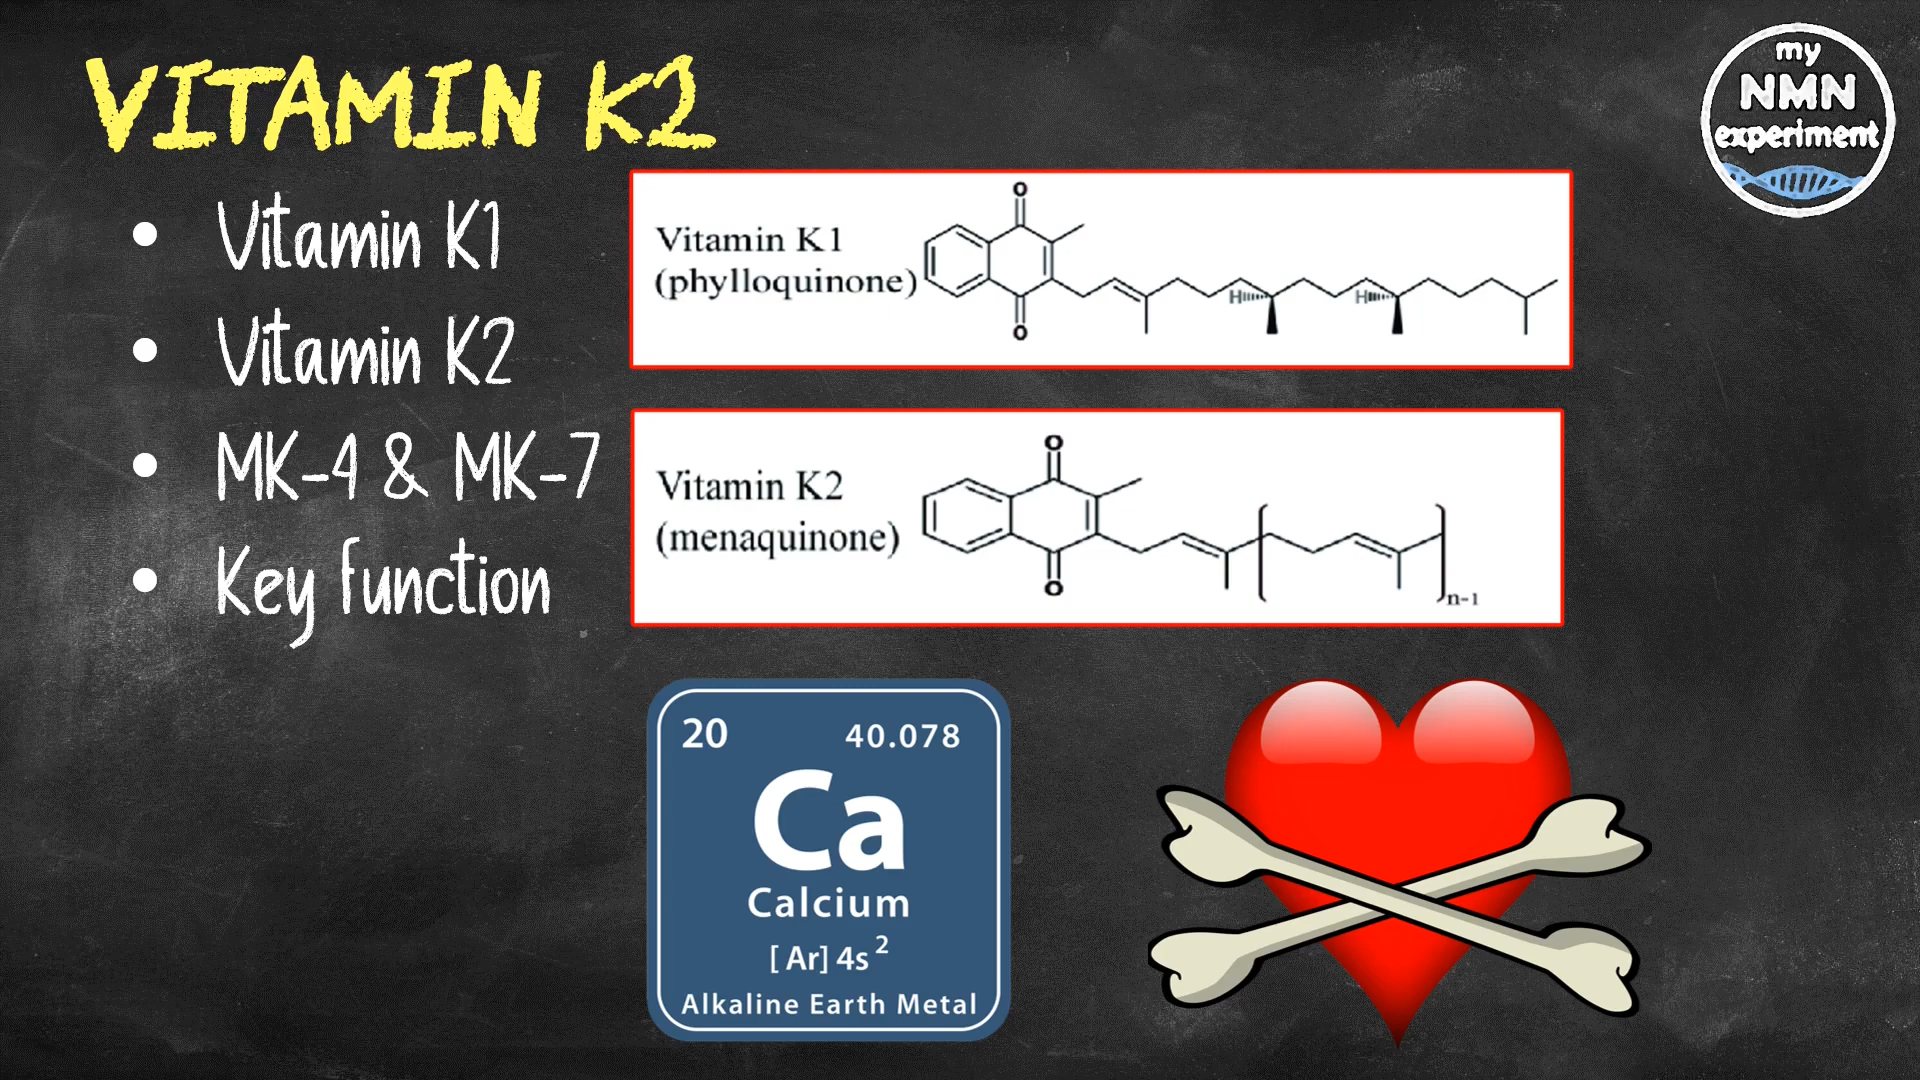 VITAMIN K2
my
NMN
experiment
• Vitamin K1
• Vitamin K2
• MK-4 & MK-7
• Key function
Vitamin K1
(phylloquinone)
O
H
H
O
Vitamin K2
(menaquinone)
O
O
n-1
20 40.078
Ca
Calcium
[Ar] 4s²
Alkaline Earth Metal